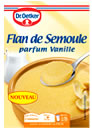 Dr.Oetker
Flan de Semoule
parfum Vanille
NOUVEAU